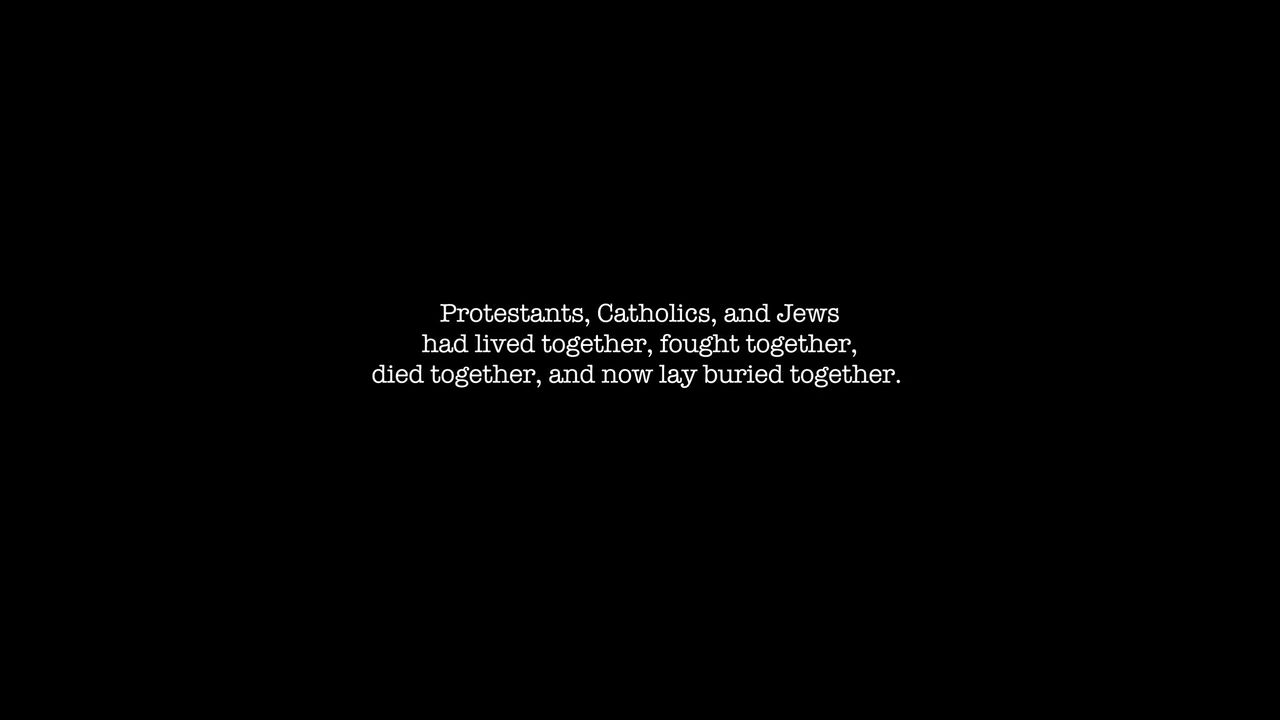 Protestants, Catholics, and Jews
had lived together, fought together,
died together, and now lay buried together.